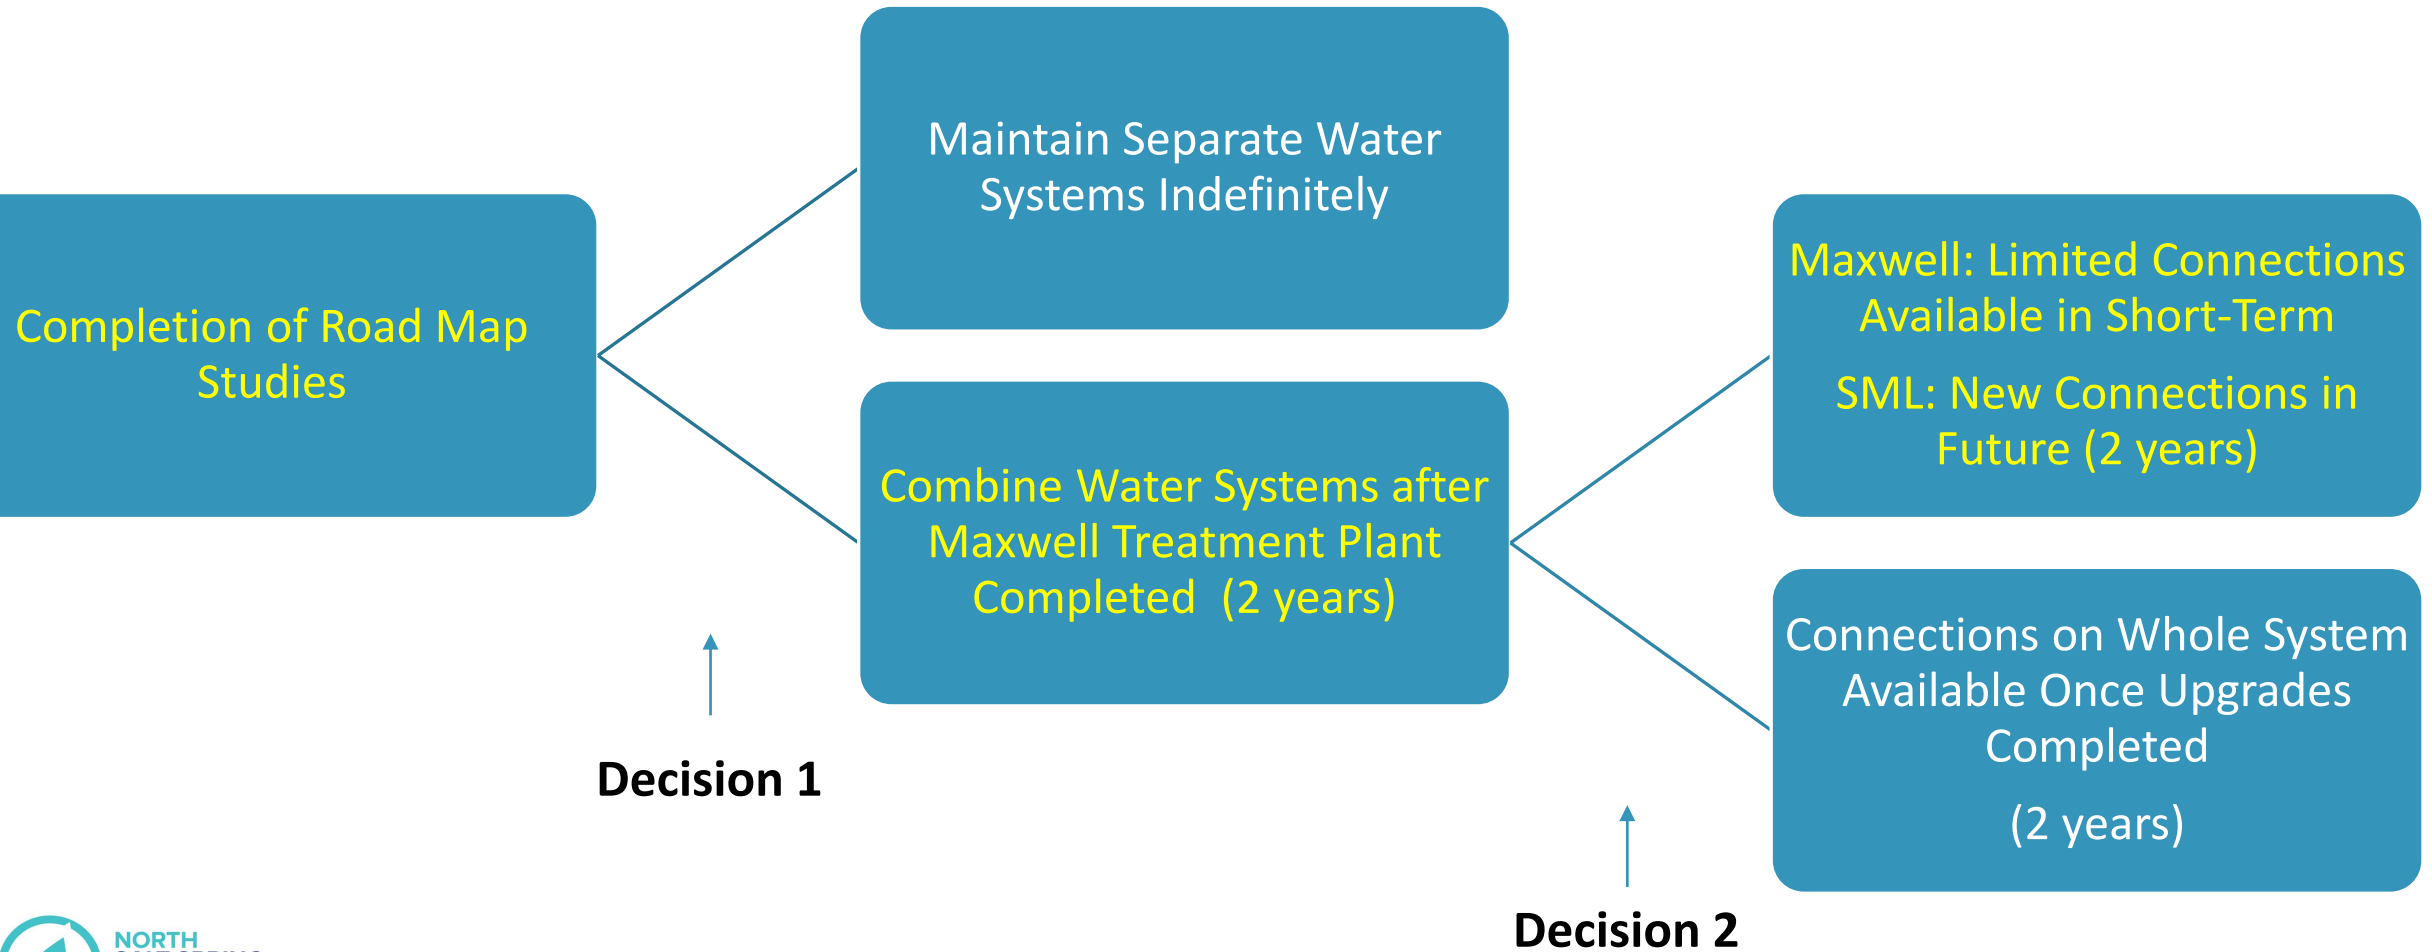 Completion of Road Map
Studies
Maintain Separate Water
Systems Indefinitely
Combine Water Systems after
Maxwell Treatment Plant
Completed (2 years)
Maxwell: Limited Connections
Available in Short-Term
SML: New Connections in
Future (2 years)
Connections on Whole System
Available Once Upgrades
Completed
(2 years)
Decision 1
Decision 2
NORTH